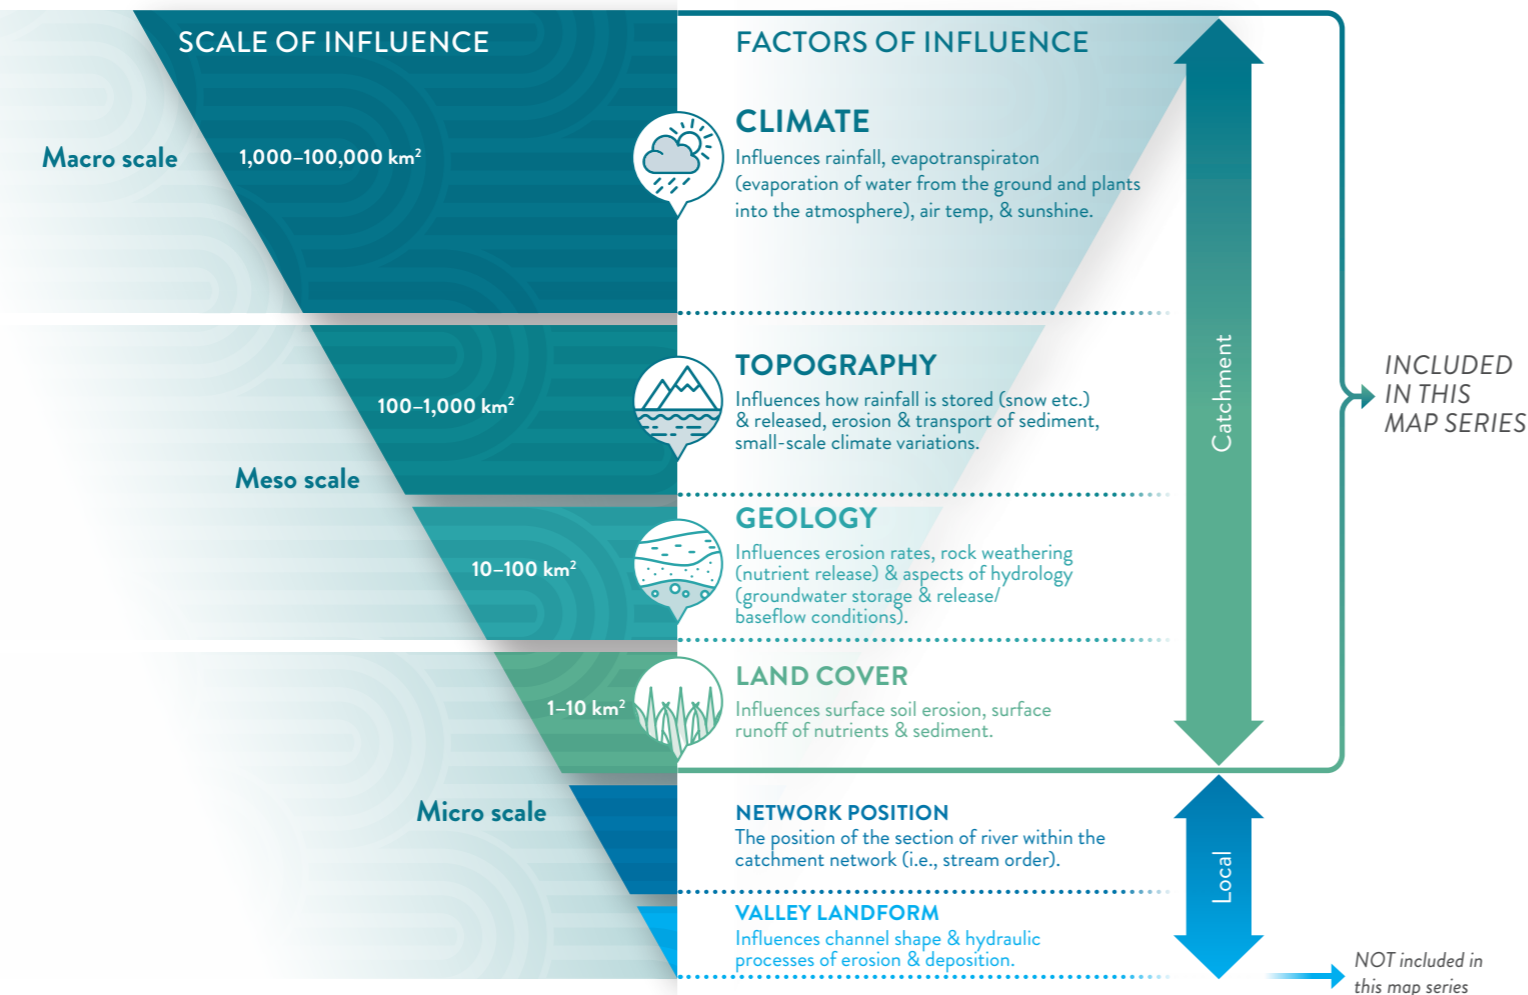 SCALE OF INFLUENCE
FACTORS OF INFLUENCE
Macro scale
1,000–100,000 km²
CLIMATE
Influences rainfall, evapotranspiraton
(evaporation of water from the ground and plants
into the atmosphere), air temp, & sunshine.
Meso scale
100–1,000 km²
TOPOGRAPHY
Influences how rainfall is stored (snow etc.)
& released, erosion & transport of sediment,
small-scale climate variations.
10–100 km²
GEOLOGY
Influences erosion rates, rock weathering
(nutrient release) & aspects of hydrology
(groundwater storage & release/
baseflow conditions).
Micro scale
1–10 km²
LAND COVER
Influences surface soil erosion, surface
runoff of nutrients & sediment.
NETWORK POSITION
The position of the section of river within the
catchment network (i.e., stream order).
VALLEY LANDFORM
Influences channel shape & hydraulic
processes of erosion & deposition.
Catchment
Local
INCLUDED
IN THIS
MAP SERIES
NOT included in
this map series